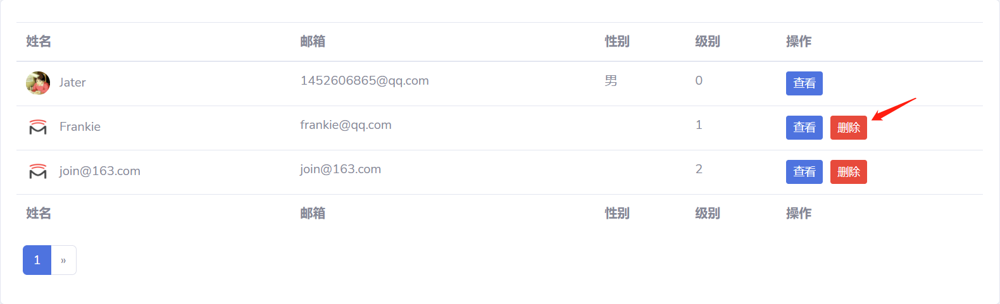 姓名 邮箱 性别 级别 操作
Jater 1452606865@qq.com 男 0 查看
Frankie frankie@qq.com 1 查看 删除
join@163.com join@163.com 2 查看 删除
姓名 邮箱 性别 级别 操作
1 »